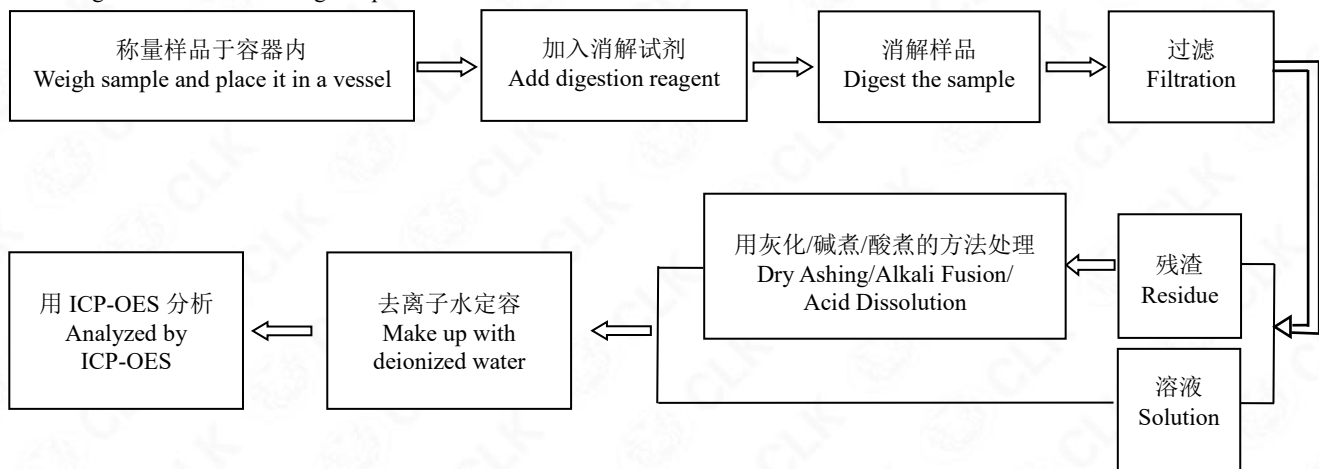 称量样品于容器内
Weigh sample and place it in a vessel
加入消解试剂
Add digestion reagent
消解样品
Digest the sample
过滤
Filtration
残渣
Residue
溶液
Solution
用灰化/碱煮/酸煮的方法处理
Dry Ashing/Alkali Fusion/
Acid Dissolution
去离子水定容
Make up with
deionized water
用 ICP-OES 分析
Analyzed by
ICP-OES
CLK